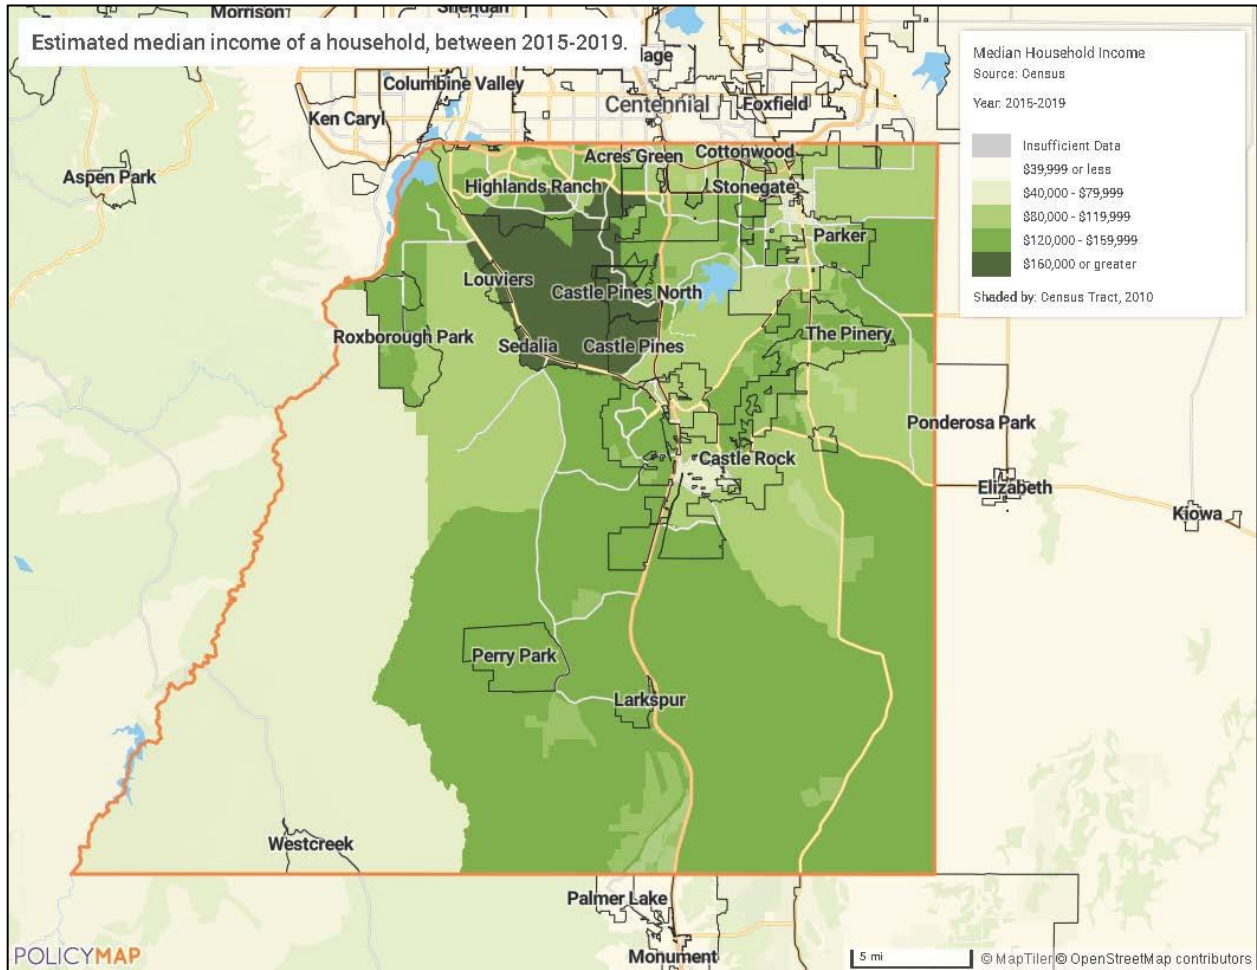 Morrison
Sheridan
Estimated median income of a household, between 2015-2019.
lage
Columbine Valley
Centennial
Foxfield
Ken Caryl
Aspen Park
Acres Green
Cottonwood
Highlands Ranch
Stonegate
Parker
Louviers
Castle Pines North
Roxborough Park
Sedalia
Castle Pines
The Pinery
Ponderosa Park
Castle Rock
Elizabeth
Kiowa
Perry Park
Larkspur
Westcreek
Palmer Lake
Monument
Median Household Income
Source: Census
Year: 2015-2019
Insufficient Data
$39,999 or less
$40,000 - $79,999
$80,000 - $119,999
$120,000 - $159,999
$160,000 or greater
Shaded by: Census Tract, 2010
POLICYMAP
5 mi
© MapTiler © OpenStreetMap contributors